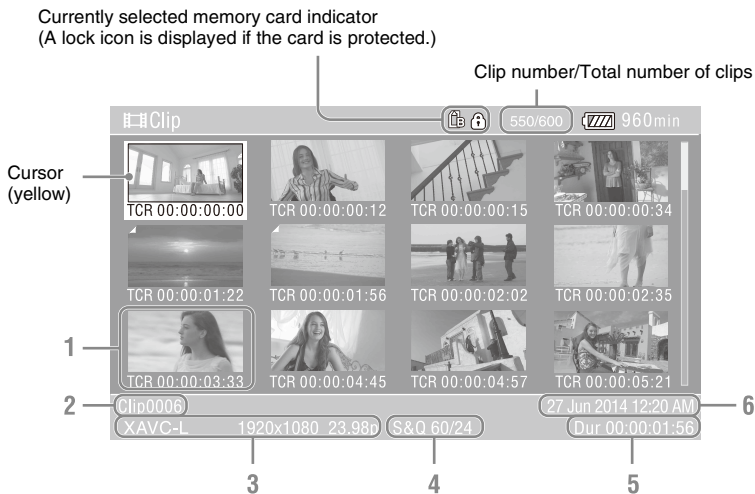 Currently selected memory card indicator
(A lock icon is displayed if the card is protected.)
Clip number/Total number of clips
Clip
B
550/600
960min
Cursor
(yellow)
TCR 00:00:00:00
TCR 00:00:00:12
TCR 00:00:00:15
TCR 00:00:00:34
TCR 00:00:01:22
TCR 00:00:01:56
TCR 00:00:02:02
TCR 00:00:02:35
1
TCR 00:00:03:33
TCR 00:00:04:45
TCR 00:00:04:57
TCR 00:00:05:21
2
Clip0006
27 Jun 2014 12:20 AM
6
XAVC-L 1920x1080 23.98p
S&Q 60/24
Dur 00:00:01:56
3
4
5